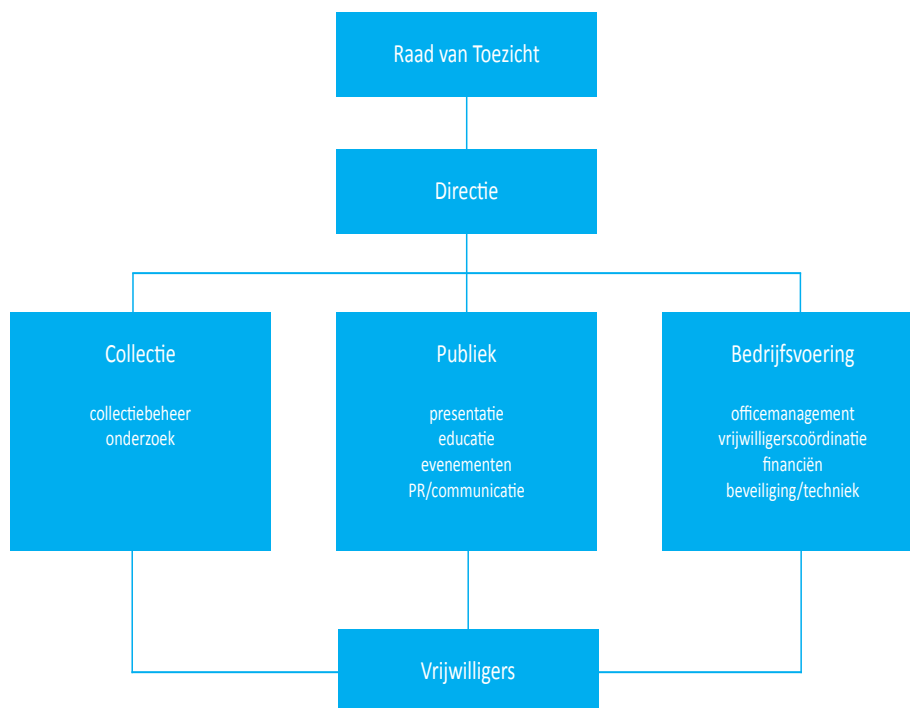 Raad van Toezicht
Directie
Collectie
collectiebeheer
onderzoek
Publiek
presentatie
educatie
evenementen
PR/communicatie
Bedrijfsvoering
officemanagement
vrijwilligerscoördinatie
financiën
beveiliging/techniek
Vrijwilligers